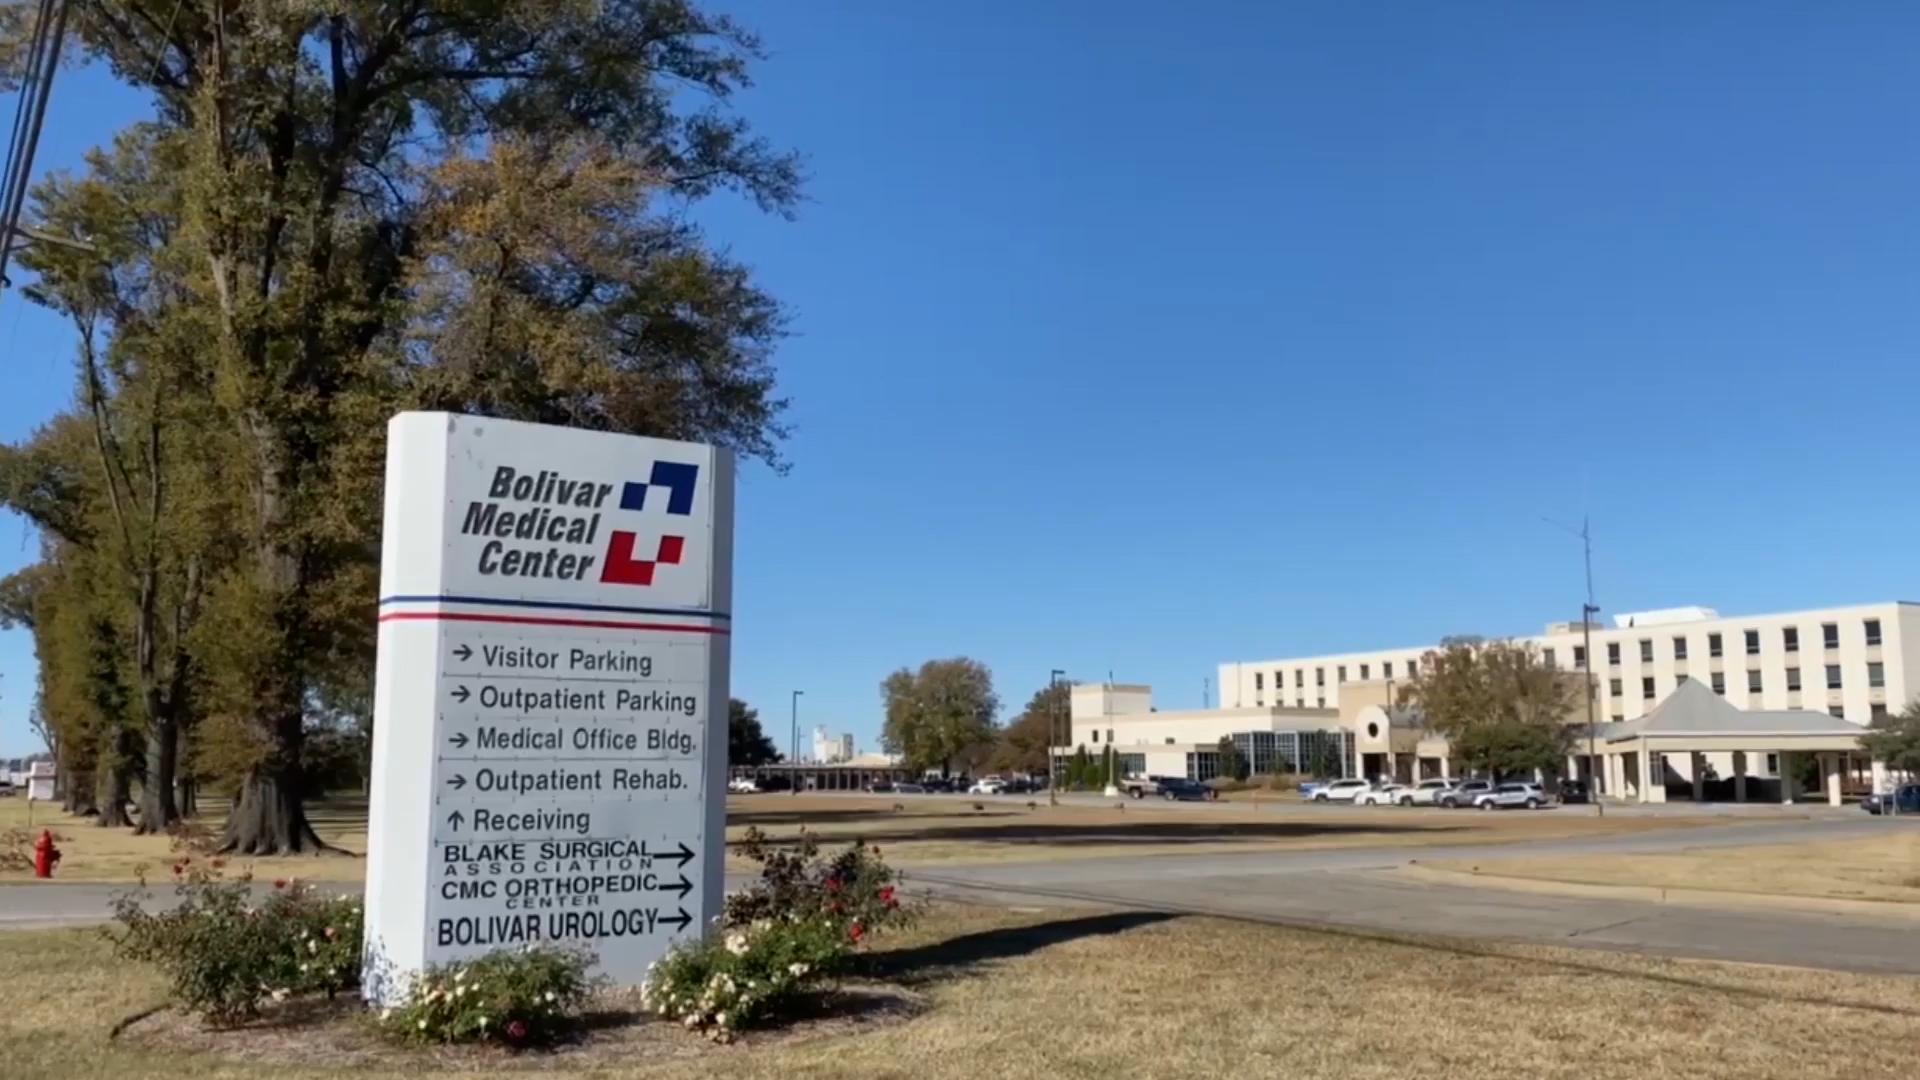 Bolivar
Medical
Center
→ Visitor Parking
→ Outpatient Parking
→ Medical Office Bldg.
→ Outpatient Rehab.
↑ Receiving
BLAKE SURGICAL →
ASSOCIATION
CMC ORTHOPEDIC →
CENTER
BOLIVAR UROLOGY →